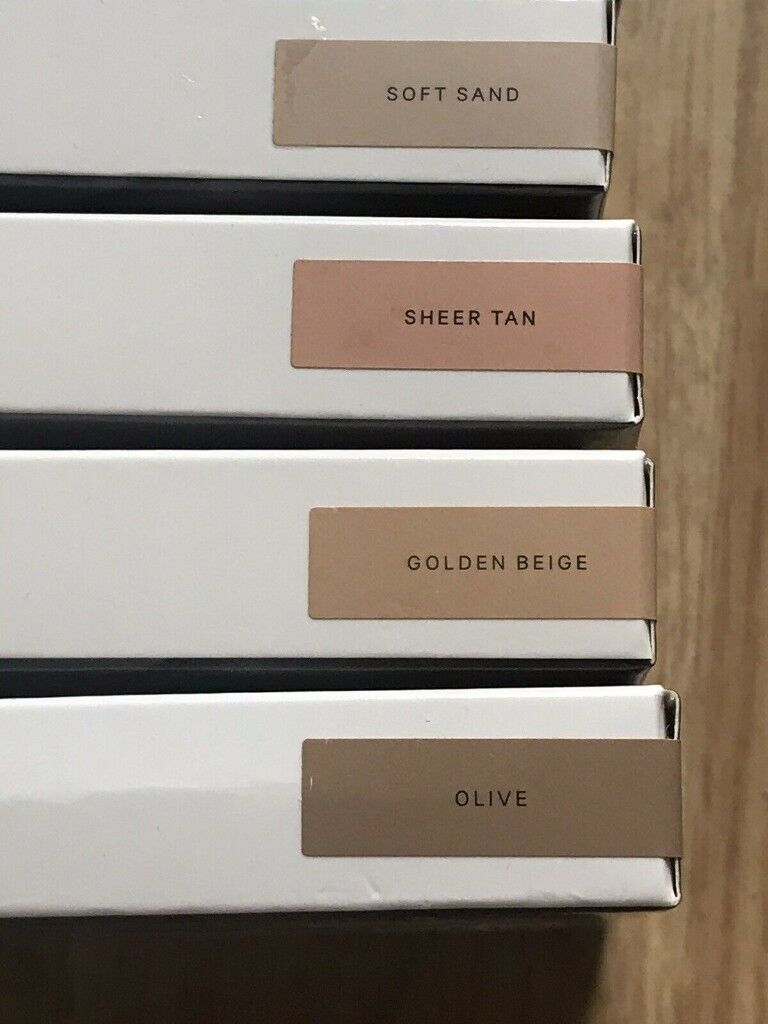 SOFT SAND
SHEER TAN
GOLDEN BEIGE
OLIVE